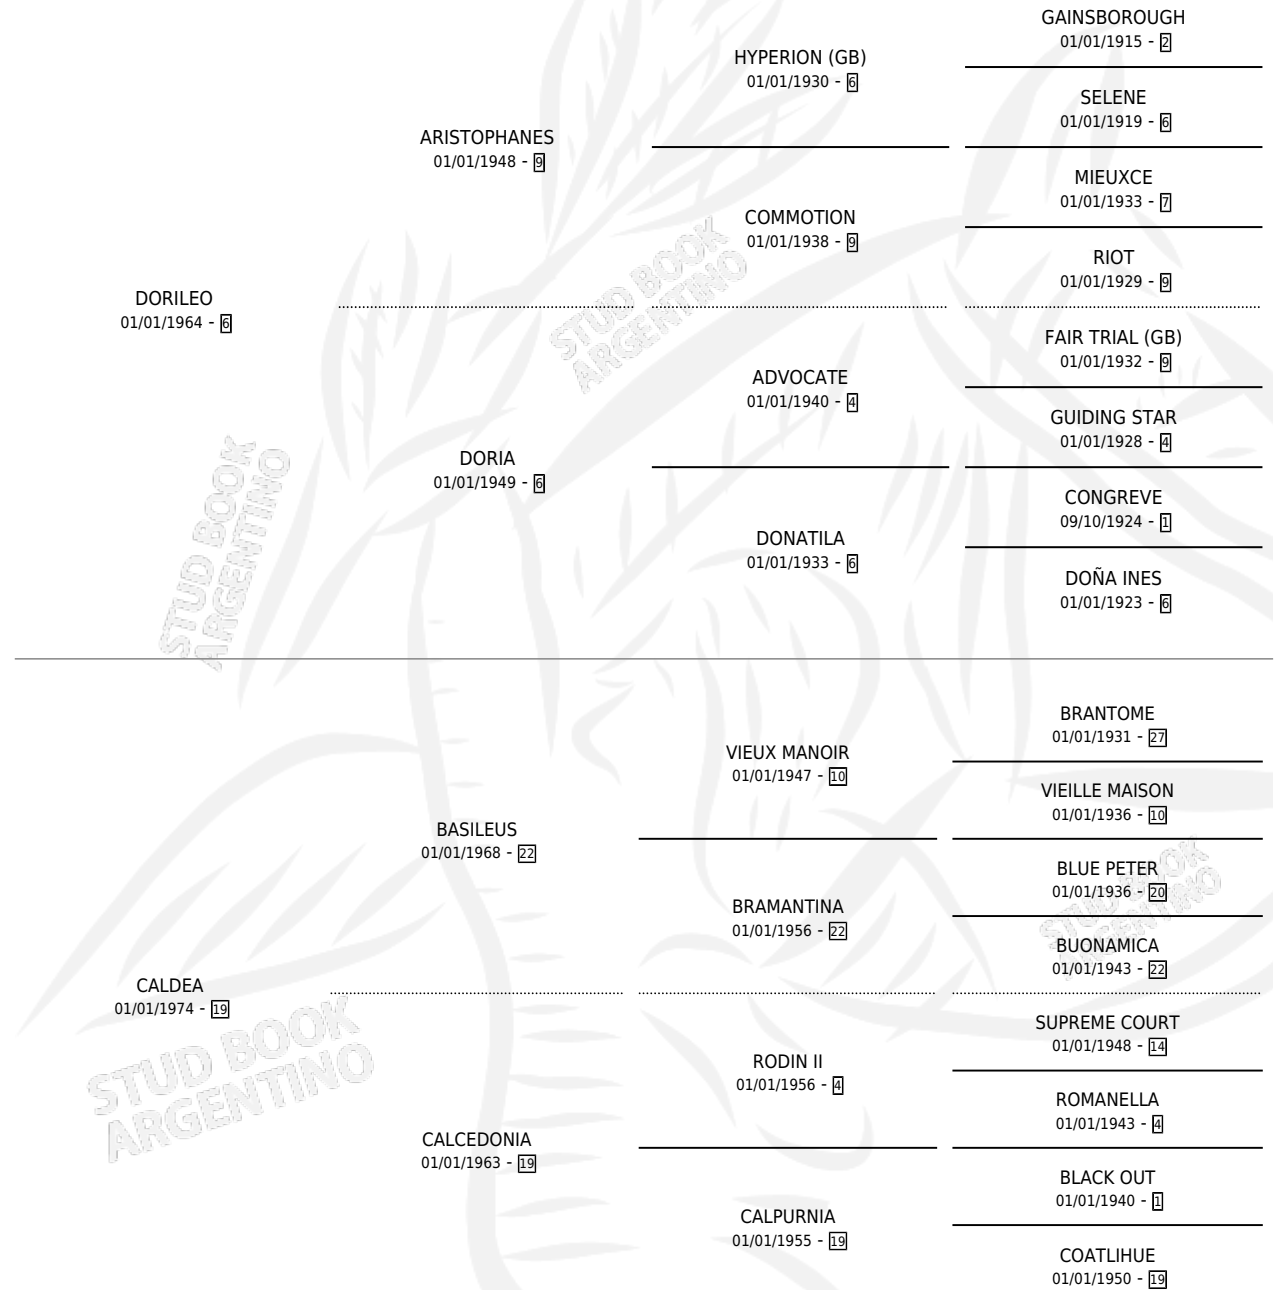 GAINSBOROUGH
01/01/1915 - 2
HYPERION (GB)
01/01/1930 - 6
SELENE
01/01/1919 - 6
ARISTOPHANES
01/01/1948 - 9
MIEUXCE
01/01/1933 - 7
COMMOTION
01/01/1938 - 9
RIOT
01/01/1929 - 9
DORILEO
01/01/1964 - 6
STUD BOOK
ARGENTINO
FAIR TRIAL (GB)
01/01/1932 - 9
ADVOCATE
01/01/1940 - 4
GUIDING STAR
01/01/1928 - 4
DORIA
01/01/1949 - 6
CONGREVE
09/10/1924 - 1
DONATILA
01/01/1933 - 6
DOÑA INES
01/01/1923 - 6
STUD BOOK
ARGENTINO
BRANTOME
01/01/1931 - 27
VIEUX MANOIR
01/01/1947 - 10
VIEILLE MAISON
01/01/1936 - 10
BASILEUS
01/01/1968 - 22
BLUE PETER
01/01/1936 - 20
BRAMANTINA
01/01/1956 - 22
STUD BOOK
ARGENTINO
BUONAMICA
01/01/1943 - 22
CALDEA
01/01/1974 - 19
SUPREME COURT
01/01/1948 - 14
RODIN II
01/01/1956 - 4
STUD BOOK
ARGENTINO
ROMANELLA
01/01/1943 - 4
CALCEDONIA
01/01/1963 - 19
BLACK OUT
01/01/1940 - 1
CALPURNIA
01/01/1955 - 19
COATLIHUE
01/01/1950 - 19